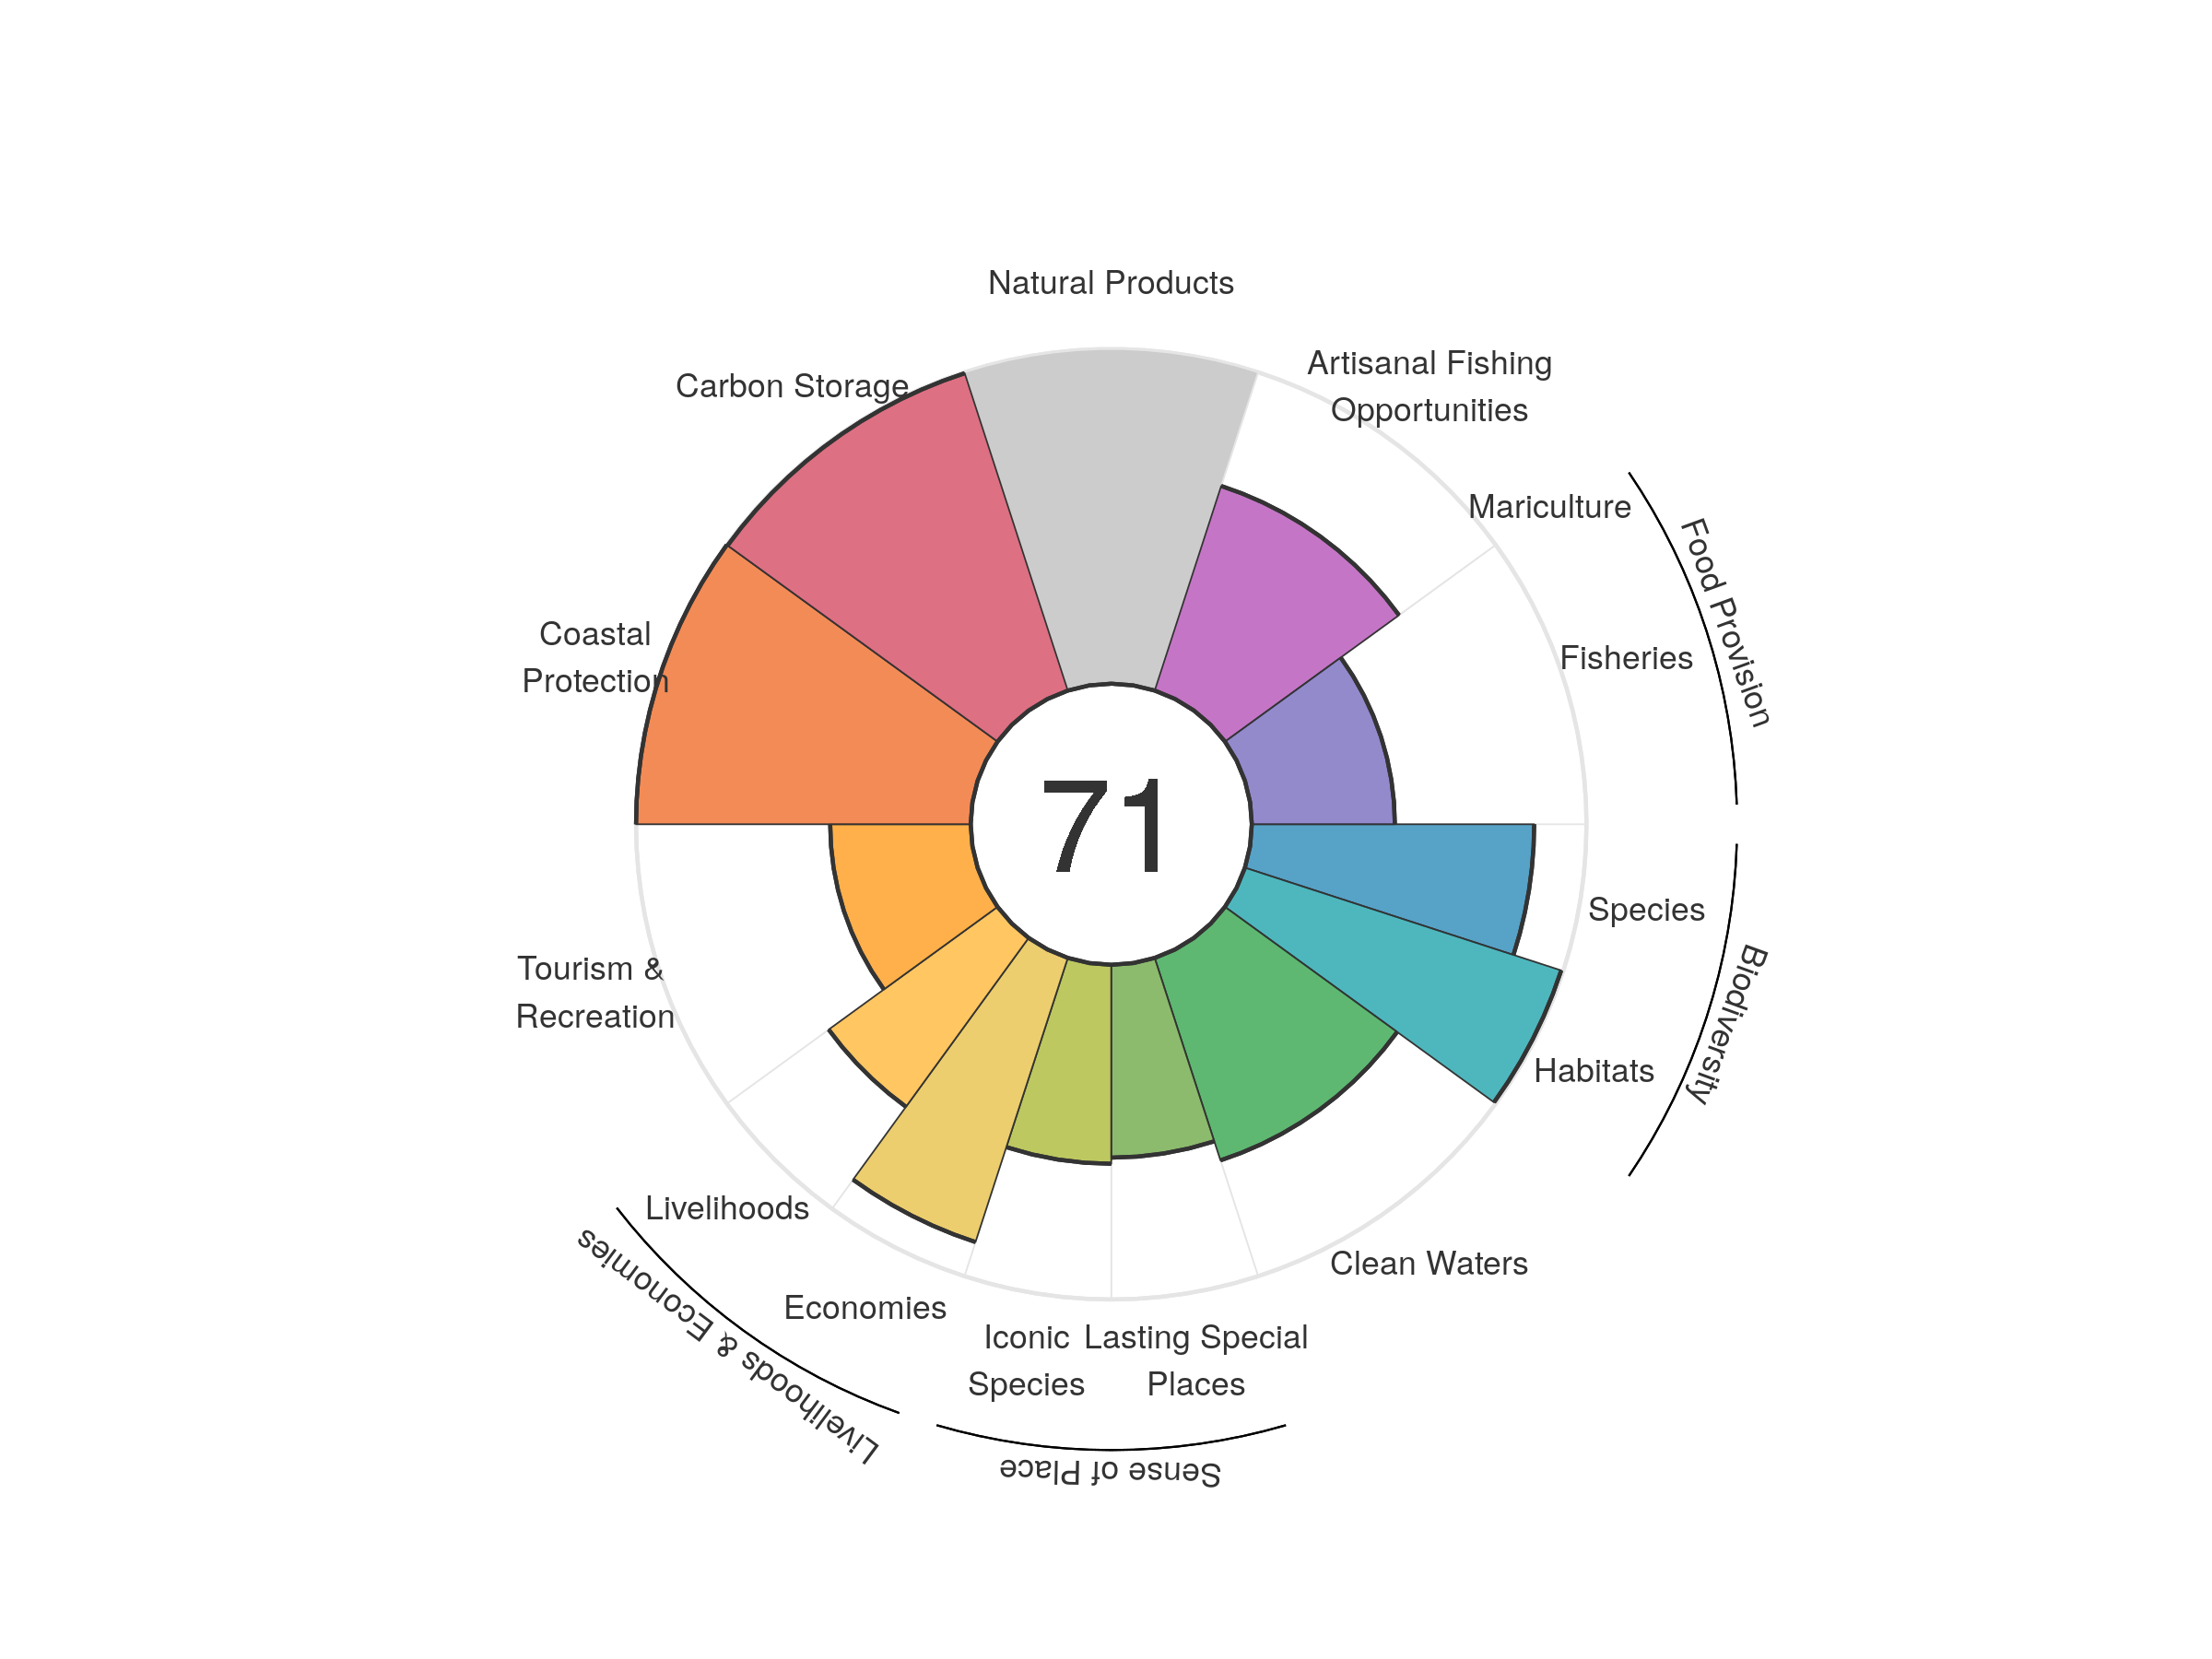 Natural Products
Artisanal Fishing
Opportunities
Carbon Storage
Mariculture
Food Provision
Coastal
Protection
Fisheries
71
Species
Biodiversity
Tourism &
Recreation
Habitats
Livelihoods
Clean Waters
Livelihoods & Economies
Economies
Iconic
Species
Lasting Special
Places
Sense of Place